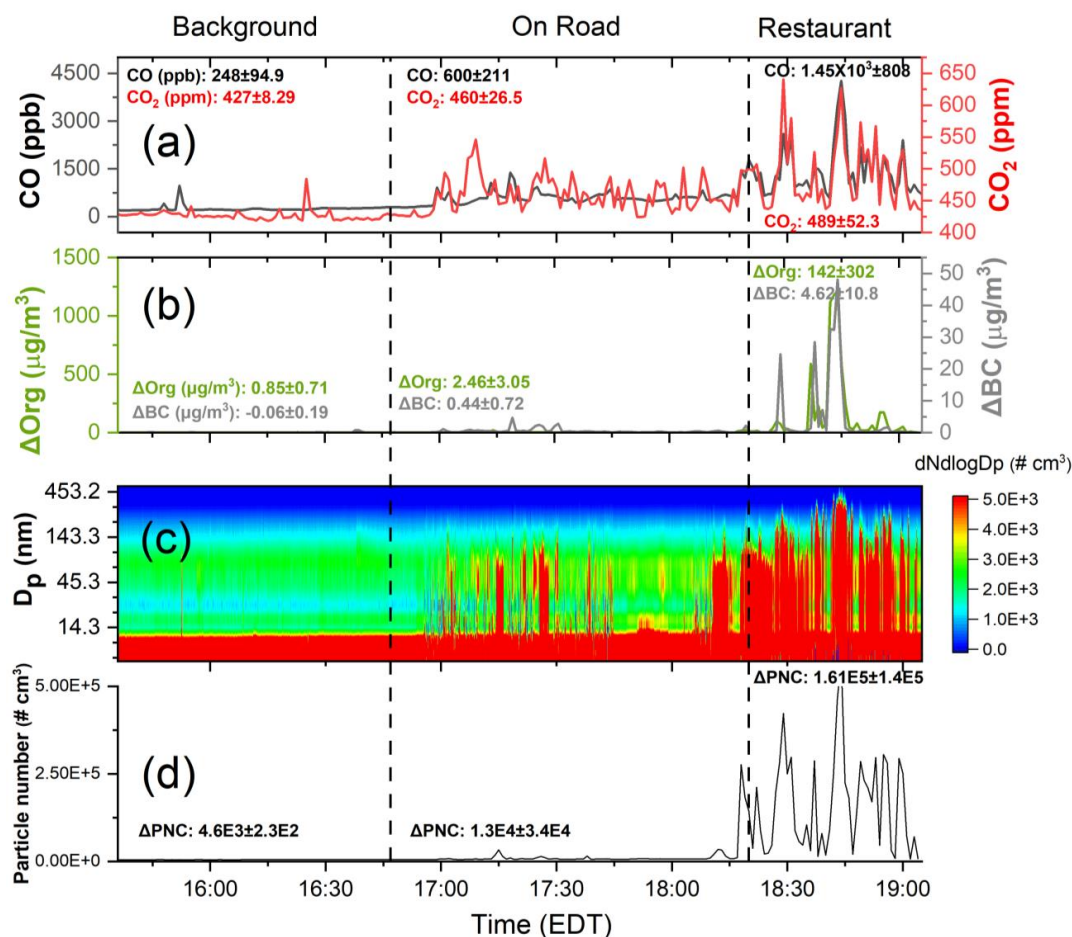 Background On Road Restaurant
CO (ppb): 248±94.9
CO₂ (ppm): 427±8.29
CO: 600±211
CO₂: 460±26.5
CO: 1.45X10³±808
CO₂: 489±52.3
(a)
CO (ppb)
4500
3000
1500
0
CO₂ (ppm)
650
600
550
500
450
400
(b)
ΔOrg (μg/m³)
1500
1000
500
0
ΔBC (μg/m³)
50
40
30
20
10
0
ΔOrg: 142±302
ΔBC: 4.62±10.8
ΔOrg (μg/m³): 0.85±0.71
ΔBC (μg/m³): -0.06±0.19
ΔOrg: 2.46±3.05
ΔBC: 0.44±0.72
(c)
Dp (nm)
453.2
143.3
45.3
14.3
dNdlogDp (# cm³)
5.0E+3
4.0E+3
3.0E+3
2.0E+3
1.0E+3
0.0
(d)
Particle number (# cm³)
5.00E+5
2.50E+5
0.00E+0
ΔPNC: 4.6E3±2.3E2
ΔPNC: 1.3E4±3.4E4
ΔPNC: 1.61E5±1.4E5
16:00 16:30 17:00 17:30 18:00 18:30 19:00
Time (EDT)